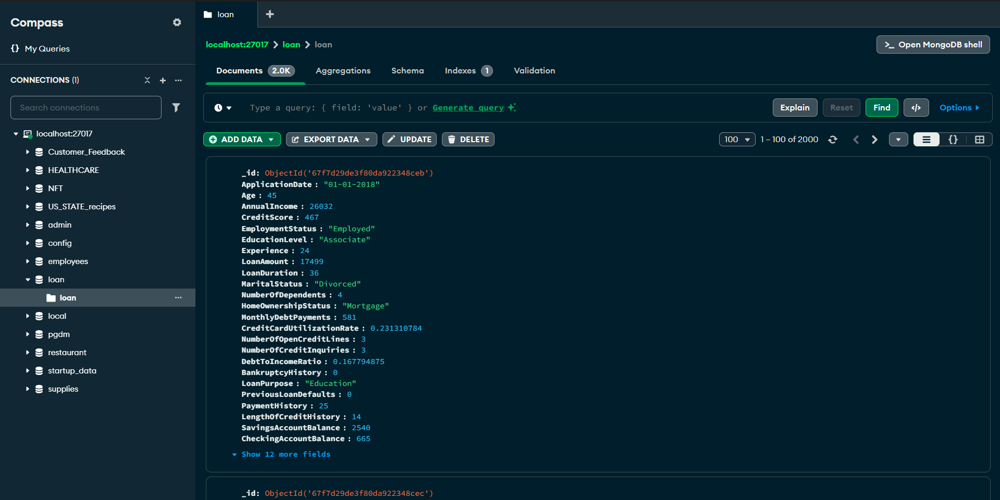 Compass
{} My Queries
CONNECTIONS (1)
Search connections
localhost:27017
Customer_Feedback
HEALTHCARE
NFT
US_STATE_recipes
admin
config
employees
loan
loan
local
pgdm
restaurant
startup_data
supplies
loan
localhost:27017 > loan > loan
>_ Open MongoDB shell
Documents 2.0K Aggregations Schema Indexes 1 Validation
Type a query: { field: 'value' } or Generate query
Explain Reset Find </> Options
ADD DATA EXPORT DATA UPDATE DELETE
100 1 – 100 of 2000 {}
_id: ObjectId('67f7d29de3f80da922348ceb')
ApplicationDate : "01-01-2018"
Age : 45
AnnualIncome : 26032
CreditScore : 467
EmploymentStatus : "Employed"
EducationLevel : "Associate"
Experience : 24
LoanAmount : 17499
LoanDuration : 36
MaritalStatus : "Divorced"
NumberOfDependents : 4
HomeOwnershipStatus : "Mortgage"
MonthlyDebtPayments : 581
CreditCardUtilizationRate : 0.231310784
NumberOfOpenCreditLines : 3
NumberOfCreditInquiries : 3
DebtToIncomeRatio : 0.167794875
BankruptcyHistory : 0
LoanPurpose : "Education"
PreviousLoanDefaults : 0
PaymentHistory : 25
LengthOfCreditHistory : 14
SavingsAccountBalance : 2540
CheckingAccountBalance : 665
Show 12 more fields
_id: ObjectId('67f7d29de3f80da922348cec')